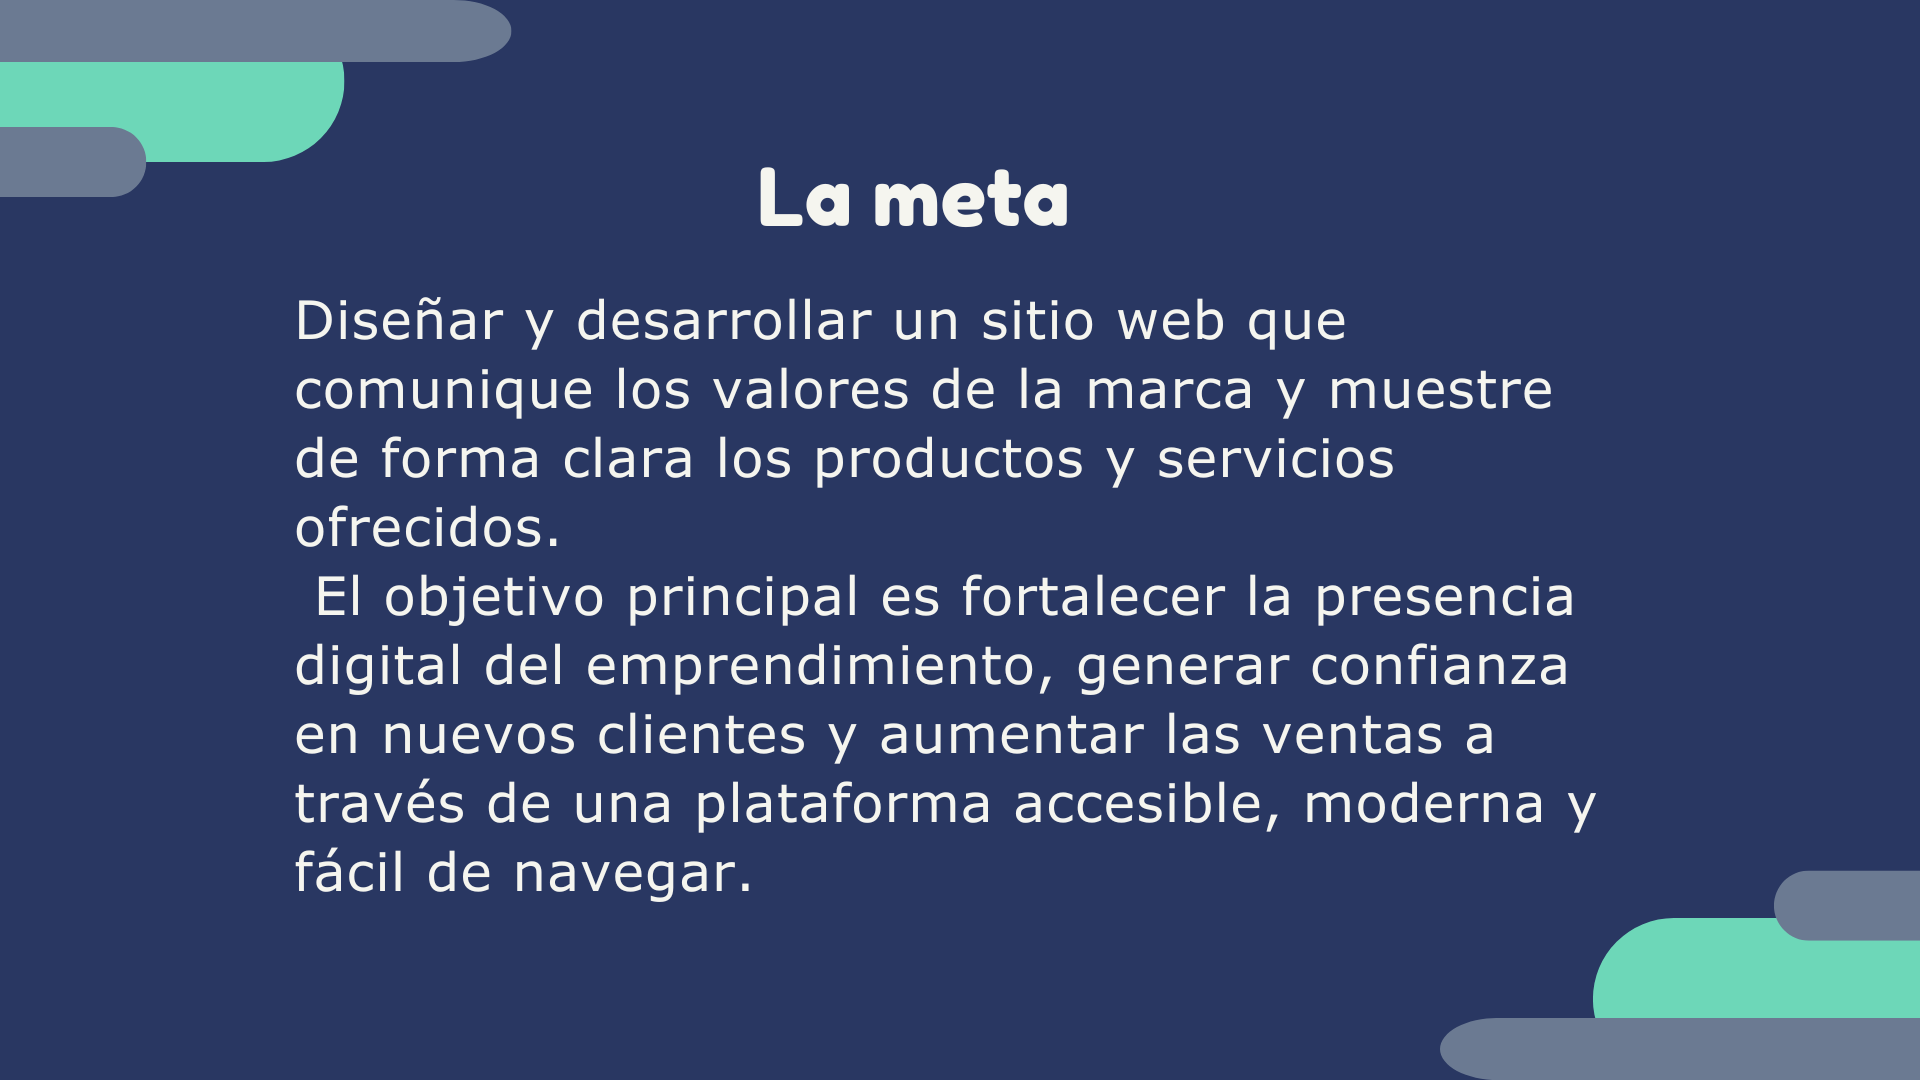 La meta
Diseñar y desarrollar un sitio web que
comunique los valores de la marca y muestre
de forma clara los productos y servicios
ofrecidos.
El objetivo principal es fortalecer la presencia
digital del emprendimiento, generar confianza
en nuevos clientes y aumentar las ventas a
través de una plataforma accesible, moderna y
fácil de navegar.